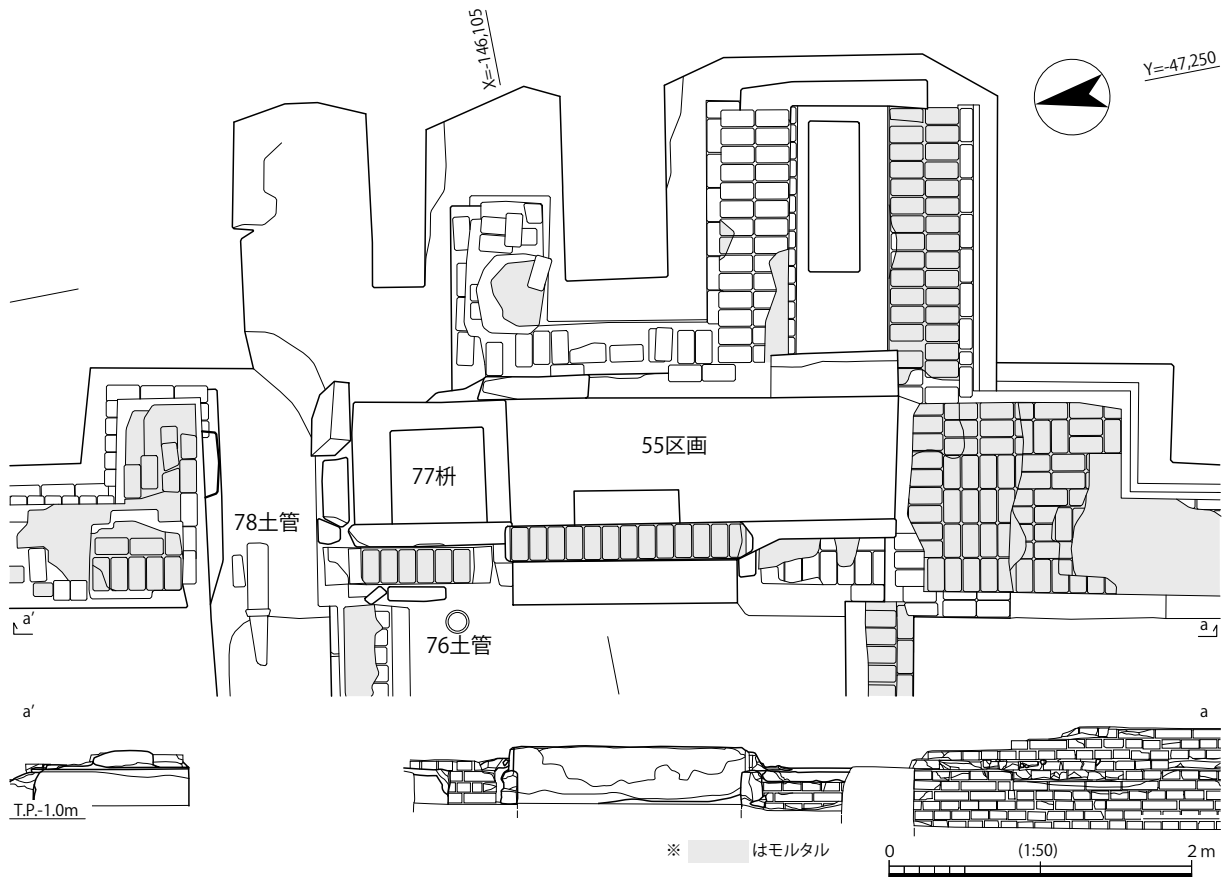 X=-146,105
Y=-47,250
55区画
77枡
78土管
76土管
a'
a
a'
a
T.P.-1.0m
※ はモルタル
0 (1:50) 2 m